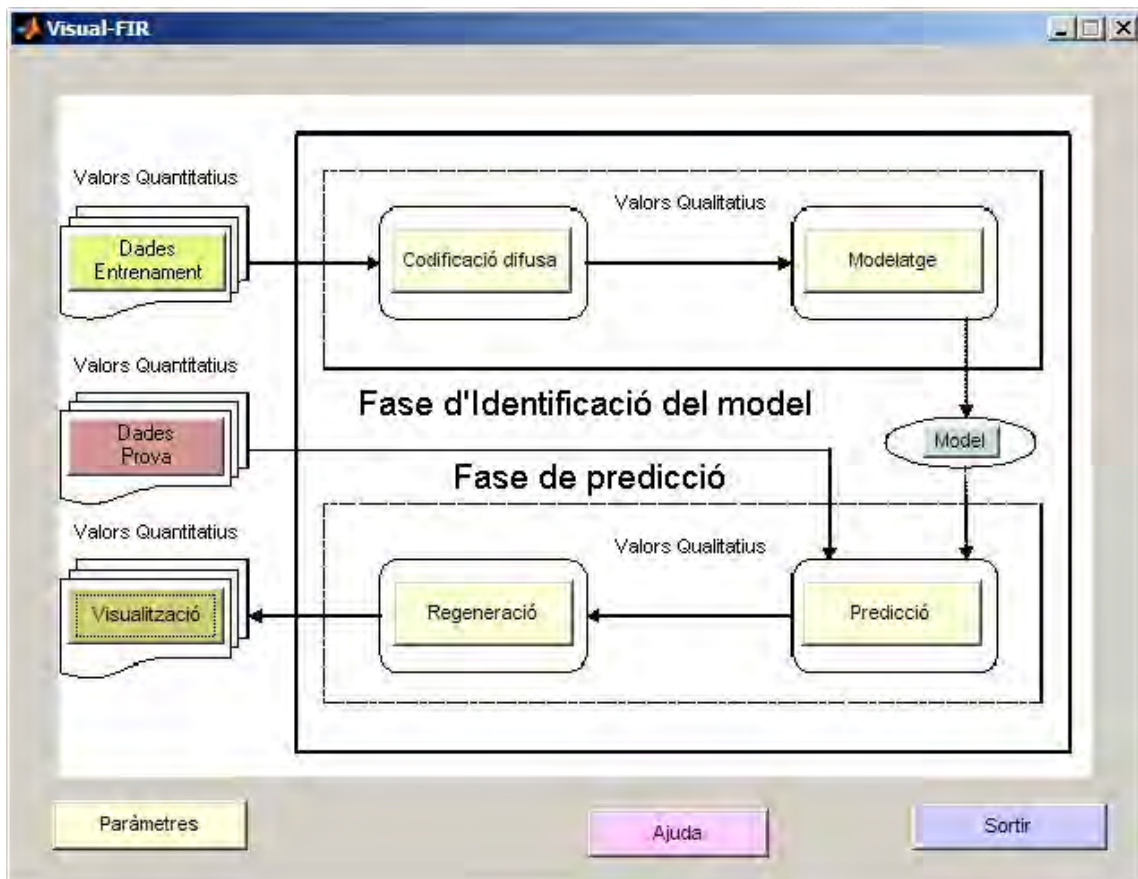 Visual-FIR
Valors Quantitatius
Valors Qualitatius
Dades
Entrenament
Codificació difusa
Modelatge
Valors Quantitatius
Fase d'Identificació del model
Dades
Prova
Model
Fase de predicció
Valors Quantitatius
Valors Qualitatius
Visualització
Regeneració
Predicció
Paràmetres
Ajuda
Sortir